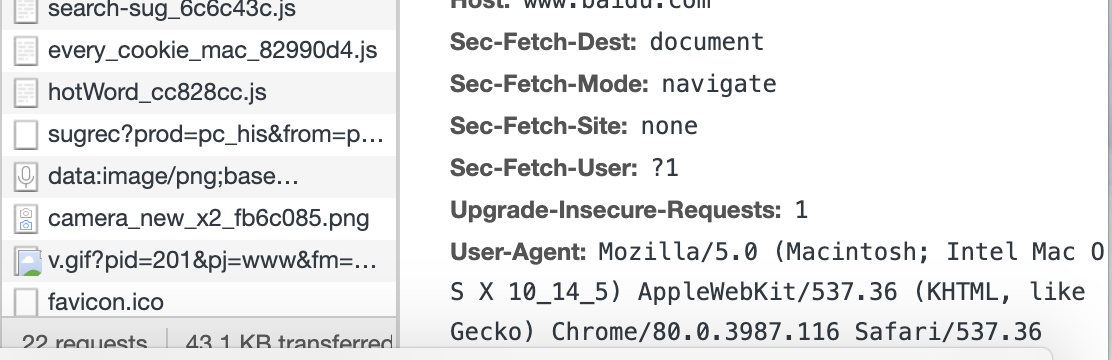 search-sug_6c6c43c.js
every_cookie_mac_82990d4.js
hotWord_cc828cc.js
sugrec?prod=pc_his&from=p...
data:image/png;base...
camera_new_x2_fb6c085.png
v.gif?pid=201&pj=www&fm=...
favicon.ico
22 requests
43.1 KB transferred
Host: www.baidu.com
Sec-Fetch-Dest: document
Sec-Fetch-Mode: navigate
Sec-Fetch-Site: none
Sec-Fetch-User: ?1
Upgrade-Insecure-Requests: 1
User-Agent: Mozilla/5.0 (Macintosh; Intel Mac O
S X 10_14_5) AppleWebKit/537.36 (KHTML, like
Gecko) Chrome/80.0.3987.116 Safari/537.36